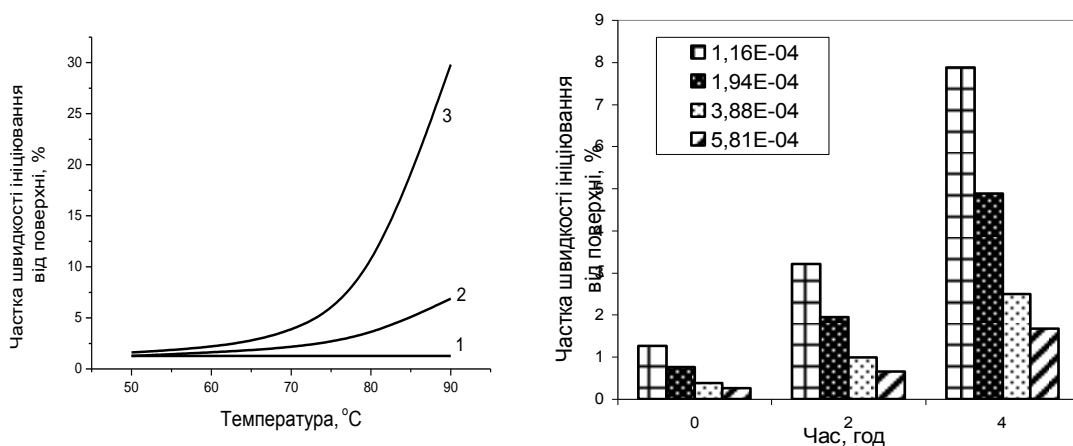 Частка швидкості ініціювання
від поверхні, %
30
25
20
15
10
5
0
3
2
1
50
60
70
80
90
Температура, °C
Частка швидкості ініціювання
від поверхні, %
9
8
7
6
5
4
3
2
1
0
1,16E-04
1,94E-04
3,88E-04
5,81E-04
0
2
4
Час, год